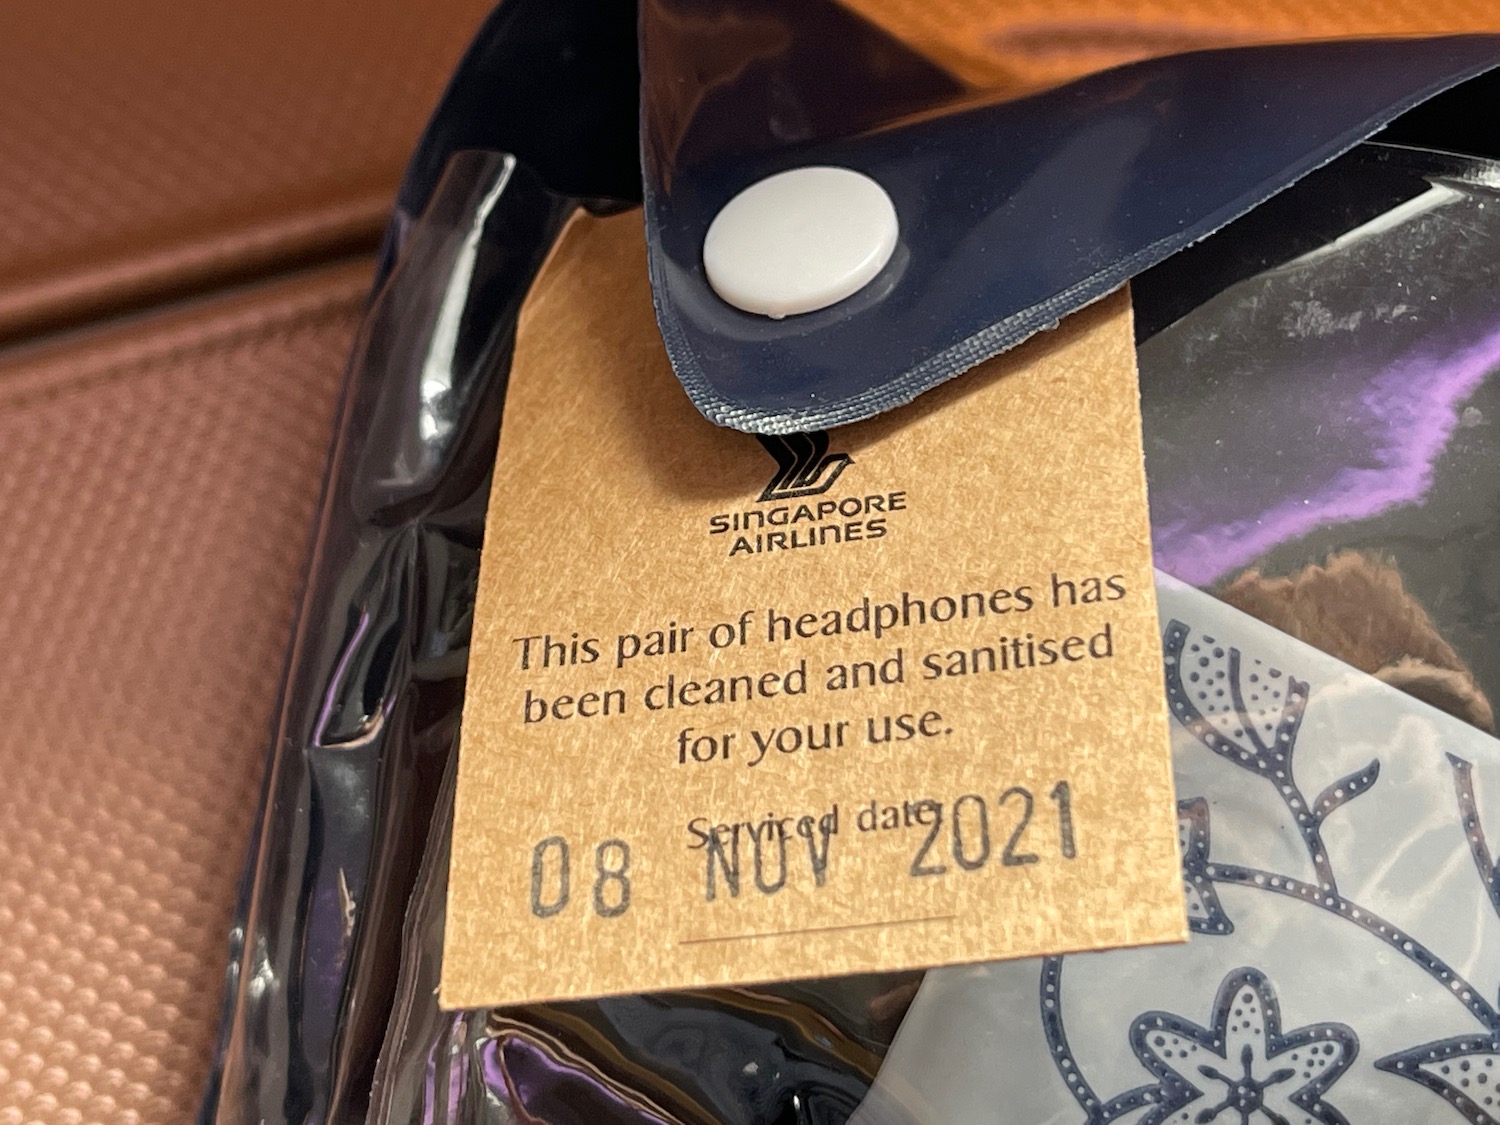 SINGAPORE
AIRLINES
This pair of headphones has
been cleaned and sanitised
for your use.
Serviced date:
08 NOV 2021